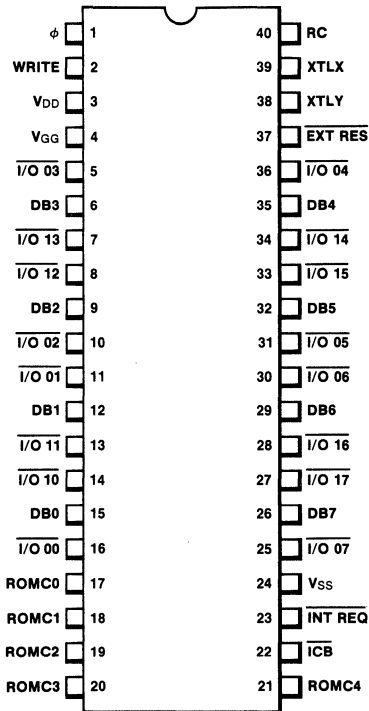 ϕ 1 40 RC
WRITE 2 39 XTLX
VDD 3 38 XTLY
VGG 4 37 EXT RES
I/O 03 5 36 I/O 04
DB3 6 35 DB4
I/O 13 7 34 I/O 14
I/O 12 8 33 I/O 15
DB2 9 32 DB5
I/O 02 10 31 I/O 05
I/O 01 11 30 I/O 06
DB1 12 29 DB6
I/O 11 13 28 I/O 16
I/O 10 14 27 I/O 17
DB0 15 26 DB7
I/O 00 16 25 I/O 07
ROMC0 17 24 VSS
ROMC1 18 23 INT REQ
ROMC2 19 22 ICB
ROMC3 20 21 ROMC4